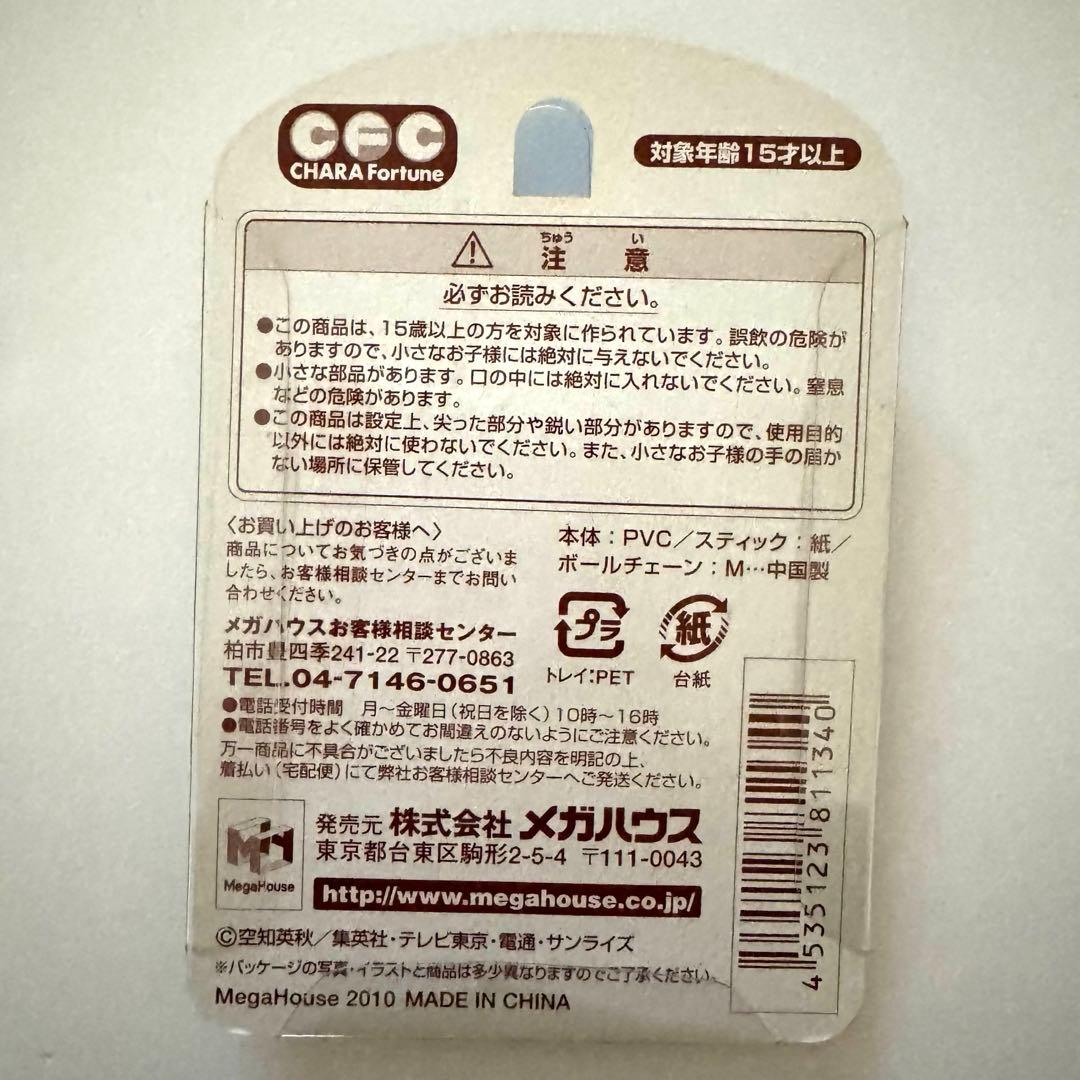 CFC
CHARA Fortune
対象年齢15才以上
ちゅう い
注 意
必ずお読みください。
●この商品は、15歳以上の方を対象に作られています。誤飲の危険が
ありますので、小さなお子様には絶対に与えないでください。
●小さな部品があります。口の中には絶対に入れないでください。窒息
などの危険があります。
●この商品は設定上、尖った部分や鋭い部分がありますので、使用目的
以外には絶対に使わないでください。また、小さなお子様の手の届か
ない場所に保管してください。
〈お買い上げのお客様へ〉
商品についてお気づきの点がございま
したら、お客様相談センターまでお問い
合わせください。
メガハウスお客様相談センター
柏市豊四季241-22 〒277-0863
TEL.04-7146-0651
●電話受付時間 月～金曜日(祝日を除く)10時～16時
●電話番号をよく確かめてお間違えのないようにご注意ください。
万一商品に不具合がございましたら不良内容を明記の上、
着払い(宅配便)にて弊社お客様相談センターへご発送ください。
本体：PVC／スティック：紙／
ボールチェーン：M…中国製
プラ
トレイ:PET
紙
台紙
MegaHouse
発売元 株式会社 メガハウス
東京都台東区駒形2-5-4 〒111-0043
http://www.megahouse.co.jp/
©空知英秋／集英社・テレビ東京・電通・サンライズ
※パッケージの写真・イラストと商品は多少異なりますのでご了承ください。
MegaHouse 2010 MADE IN CHINA
4 535123 811340